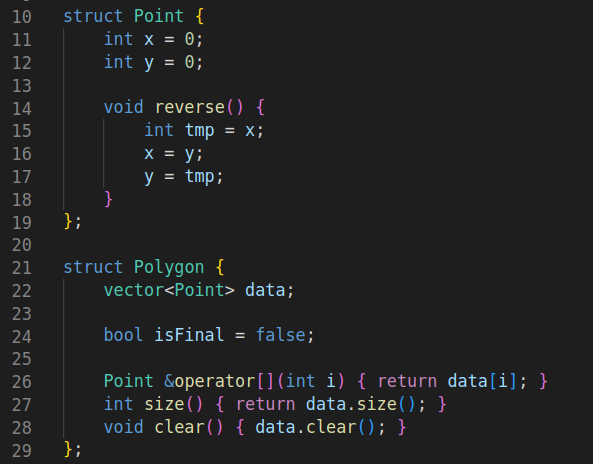 10 struct Point {
11     int x = 0;
12     int y = 0;
13
14     void reverse() {
15         int tmp = x;
16         x = y;
17         y = tmp;
18     }
19 };
20
21 struct Polygon {
22     vector<Point> data;
23
24     bool isFinal = false;
25
26     Point &operator[](int i) { return data[i]; }
27     int size() { return data.size(); }
28     void clear() { data.clear(); }
29 };